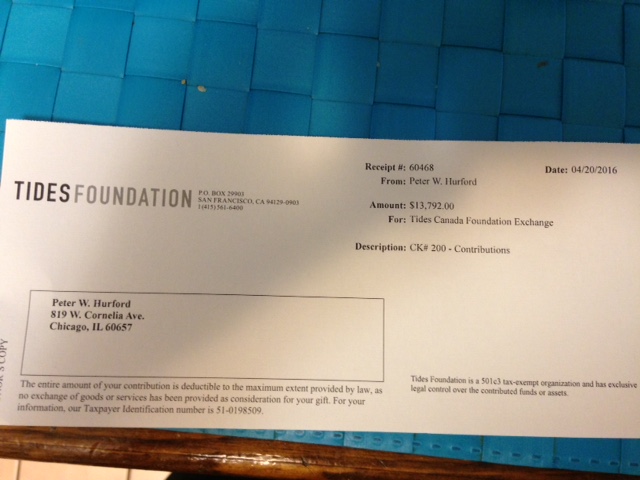 TIDES FOUNDATION
P.O. BOX 29903
SAN FRANCISCO, CA 94129-0903
1(415) 561-6400
Receipt #: 60468 Date: 04/20/2016
From: Peter W. Hurford
Amount: $13,792.00
For: Tides Canada Foundation Exchange
Description: CK# 200 - Contributions
Peter W. Hurford
819 W. Cornelia Ave.
Chicago, IL 60657
The entire amount of your contribution is deductible to the maximum extent provided by law, as
no exchange of goods or services has been provided as consideration for your gift. For your
information, our Taxpayer Identification number is 51-0198509.
Tides Foundation is a 501c3 tax-exempt organization and has exclusive
legal control over the contributed funds or assets
COPY